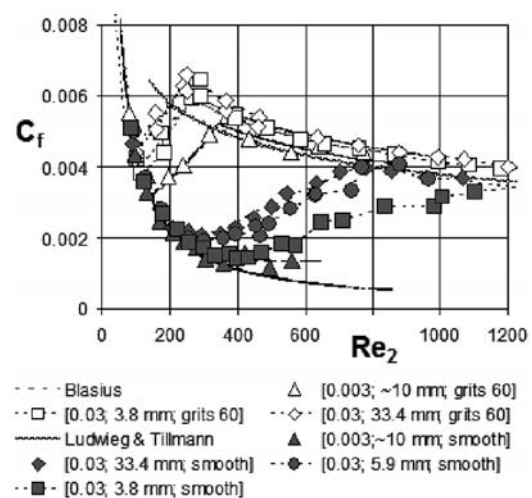 0.008
0.006
C_f
0.004
0.002
0
0 200 400 600 800 1000 1200
Re_2
Blasius
[0.003; ~10 mm; grits 60]
[0.03; 3.8 mm; grits 60]
[0.03; 33.4 mm; grits 60]
Ludwieg & Tillmann
[0.003;~10 mm; smooth]
[0.03; 33.4 mm; smooth]
[0.03; 5.9 mm; smooth]
[0.03; 3.8 mm; smooth]